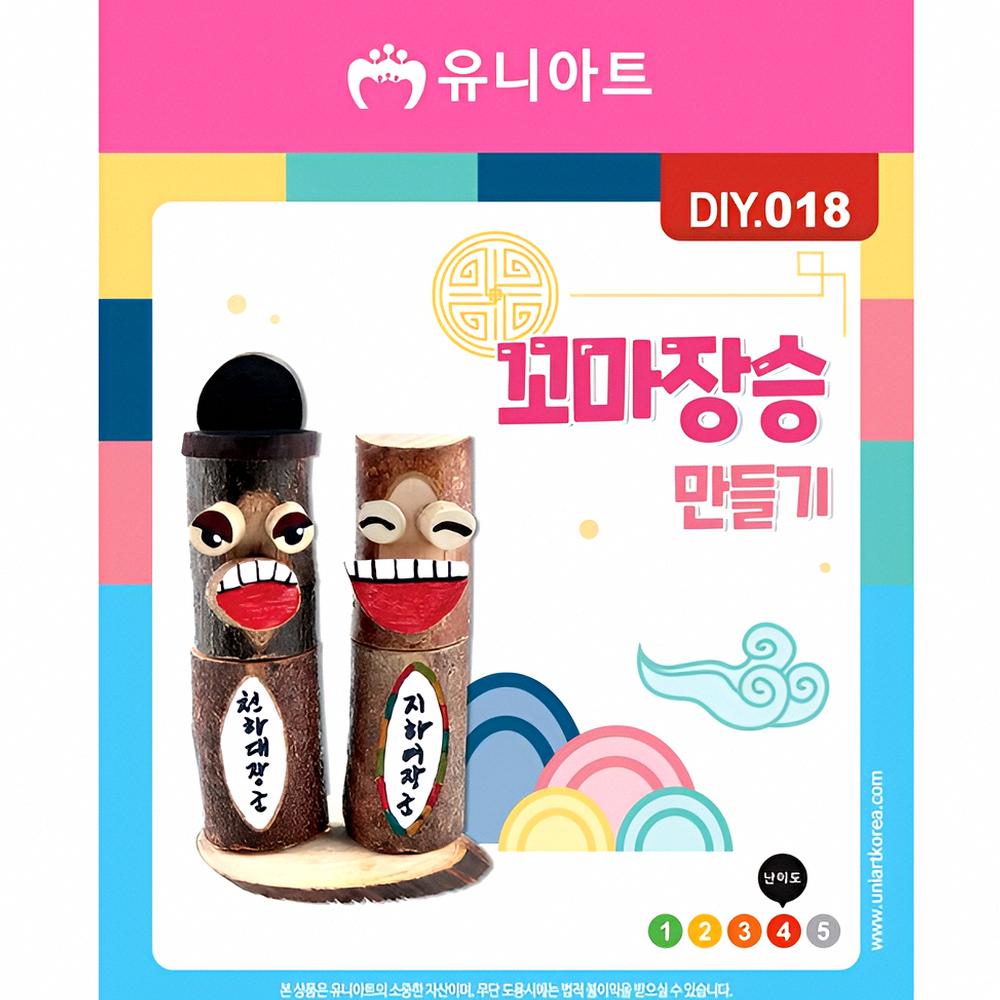 유니아트
DIY.018
꼬마장승
만들기
천하대장군
지하여장군
www.uniartkorea.com
난이도
1 2 3 4 5
본 상품은 유니아트의 소중한 자산이며, 무단 도용시에는 법적 불이익을 받으실 수 있습니다.